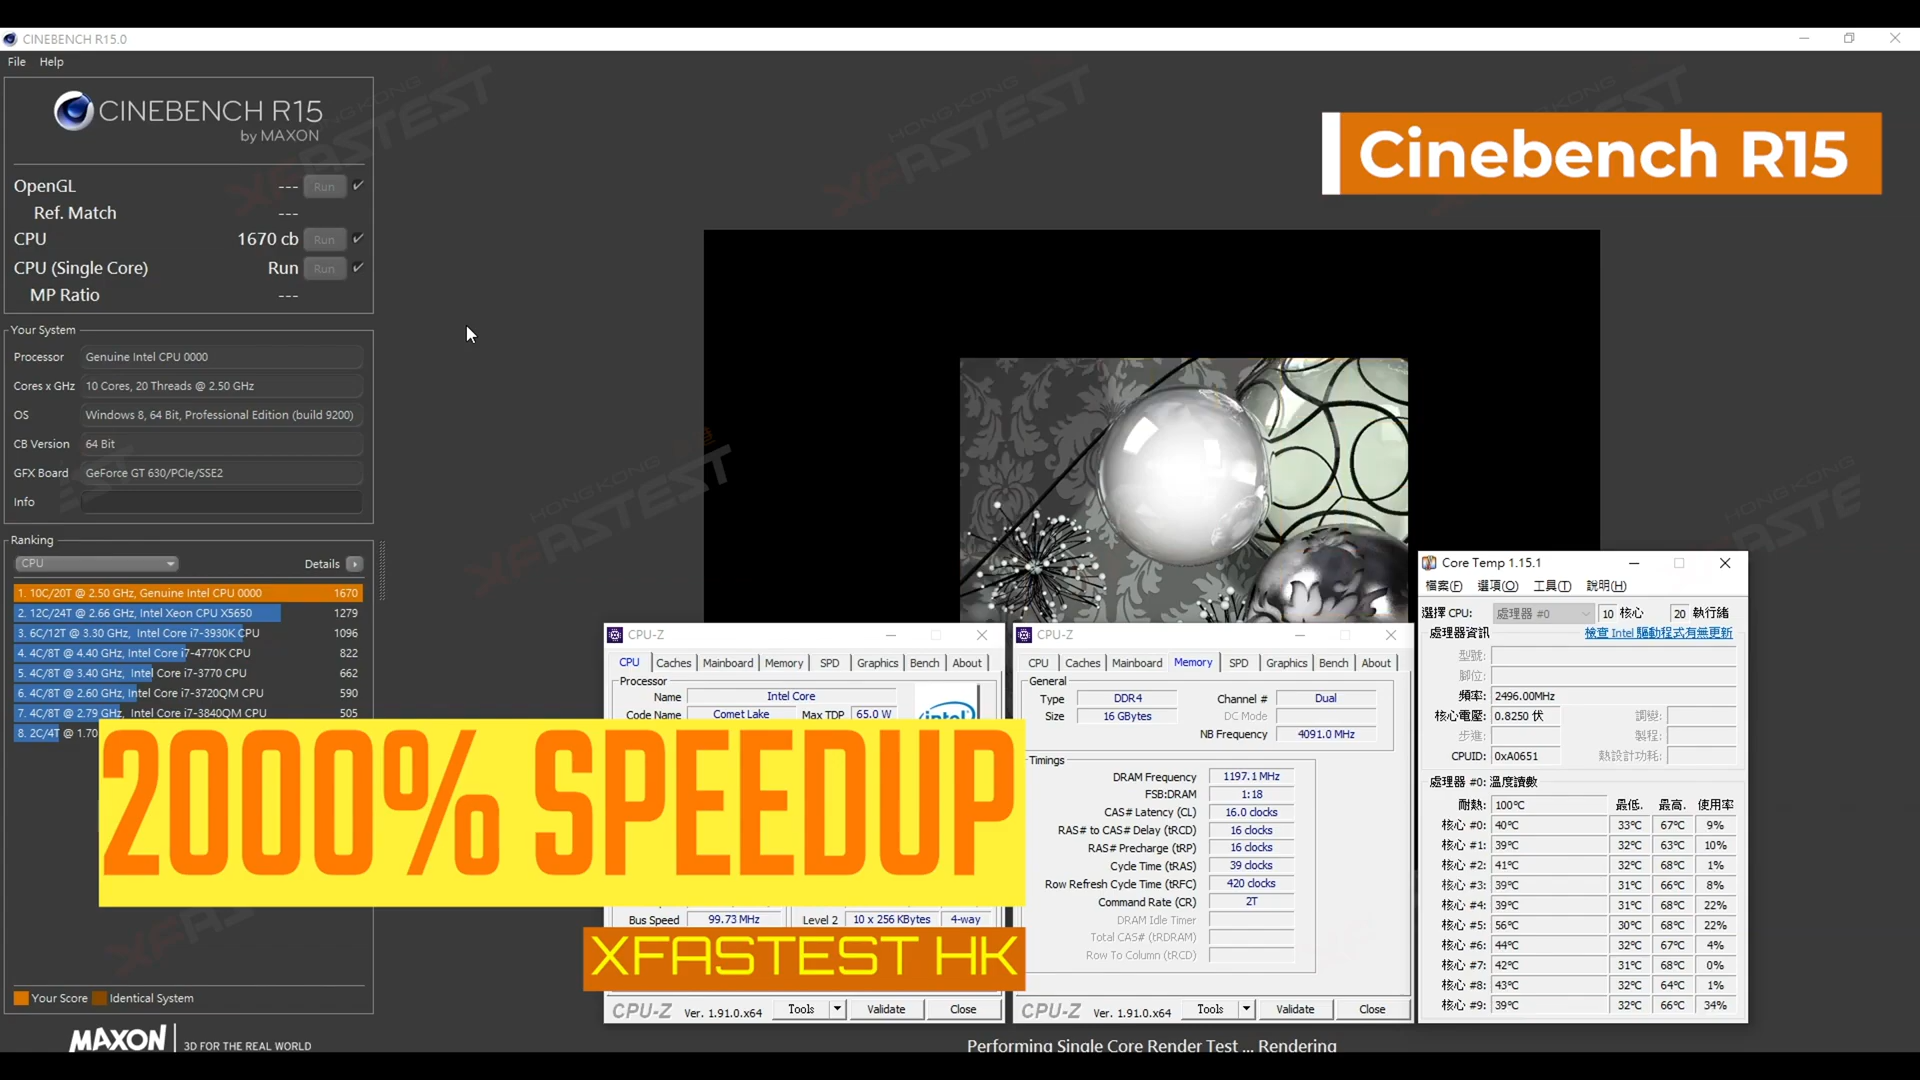 CINEBENCH R15.0
File Help
CINEBENCH R15
by MAXON
Cinebench R15
OpenGL --- Run
Ref. Match ---
CPU 1670 cb Run
CPU (Single Core) Run Run
MP Ratio ---
Your System
Processor Genuine Intel CPU 0000
Cores x GHz 10 Cores, 20 Threads @ 2.50 GHz
OS Windows 8, 64 Bit, Professional Edition (build 9200)
CB Version 64 Bit
GFX Board GeForce GT 630/PCIe/SSE2
Info
Ranking
CPU Details
1. 10C/20T @ 2.50 GHz, Genuine Intel CPU 0000 1670
2. 12C/24T @ 2.66 GHz, Intel Xeon CPU X5650 1279
3. 6C/12T @ 3.30 GHz, Intel Core i7-3930K CPU 1096
4. 4C/8T @ 4.40 GHz, Intel Core i7-4770K CPU 822
5. 4C/8T @ 3.40 GHz, Intel Core i7-3770 CPU 662
6. 4C/8T @ 2.60 GHz, Intel Core i7-3720QM CPU 590
7. 4C/8T @ 2.79 GHz, Intel Core i7-3840QM CPU 505
8. 2C/4T @ 1.70
2000% SPEEDUP
XFASTEST HK
Your Score Identical System
MAXON 3D FOR THE REAL WORLD
CPU-Z
CPU Caches Mainboard Memory SPD Graphics Bench About
Processor
Name Intel Core
Code Name Comet Lake Max TDP 65.0 W
intel
Bus Speed 99.73 MHz Level 2 10 x 256 KBytes 4-way
CPU-Z Ver. 1.91.0.x64 Tools Validate Close
CPU-Z
CPU Caches Mainboard Memory SPD Graphics Bench About
General
Type DDR4 Channel # Dual
Size 16 GBytes DC Mode
NB Frequency 4091.0 MHz
Timings
DRAM Frequency 1197.1 MHz
FSB:DRAM 1:18
CAS# Latency (CL) 16.0 clocks
RAS# to CAS# Delay (tRCD) 16 clocks
RAS# Precharge (tRP) 16 clocks
Cycle Time (tRAS) 39 clocks
Row Refresh Cycle Time (tRFC) 420 clocks
Command Rate (CR) 2T
DRAM Idle Timer
Total CAS# (tRDRAM)
Row To Column (tRCD)
CPU-Z Ver. 1.91.0.x64 Tools Validate Close
Core Temp 1.15.1
檔案(F) 選項(O) 工具(T) 說明(H)
選擇 CPU: 處理器 #0 10 核心 20 執行緒
處理器資訊 檢查 Intel 驅動程式有無更新
型號:
腳位:
頻率: 2496.00MHz
核心電壓: 0.8250 伏 調變:
步進: 製程:
CPUID: 0xA0651 熱設計功耗:
處理器 #0: 溫度讀數
耐熱: 100°C 最低. 最高. 使用率
核心 #0: 40°C 33°C 67°C 9%
核心 #1: 39°C 32°C 63°C 10%
核心 #2: 41°C 32°C 68°C 1%
核心 #3: 39°C 31°C 66°C 8%
核心 #4: 39°C 31°C 68°C 22%
核心 #5: 56°C 30°C 68°C 22%
核心 #6: 44°C 32°C 67°C 4%
核心 #7: 42°C 31°C 68°C 0%
核心 #8: 43°C 32°C 64°C 1%
核心 #9: 39°C 32°C 66°C 34%
Performing Single Core Render Test ... Rendering
HONG KONG
XFASTEST